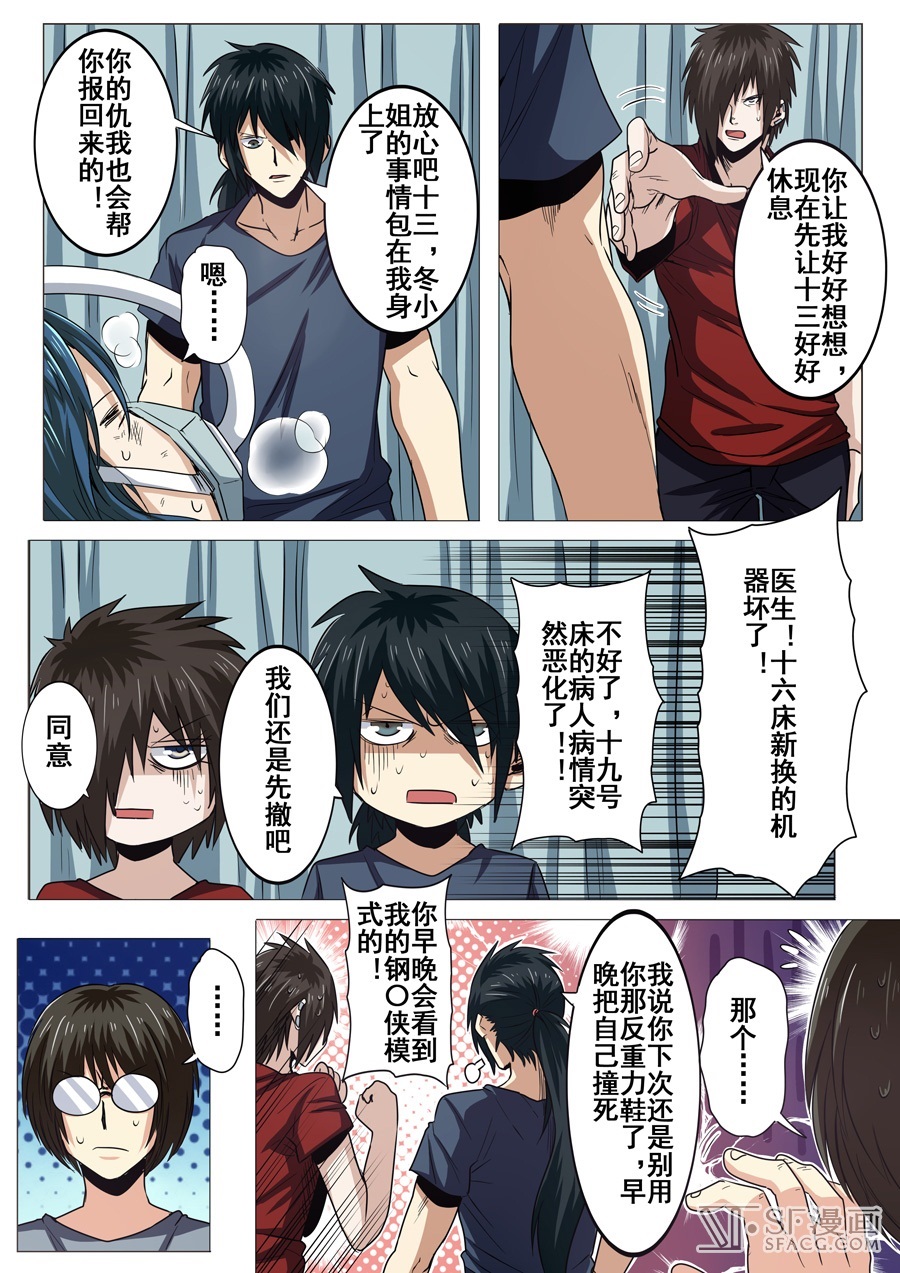 你让我好好想想，
现在先让十三好好
休息
放心吧十三，冬小
姐的事情包在我身
上了
你的仇我也会帮
你报回来的！
嗯……
医生！十六床新换的机
器坏了！
不好了，十九号
床的病人病情突
然恶化了！！
我们还是先撤吧
同意
那个……
我说你下次还是别用
你那反重力鞋了，早
晚把自己撞死
你早晚会看到
我的钢〇侠模
式的！
……
SF漫画
SFACG.COM